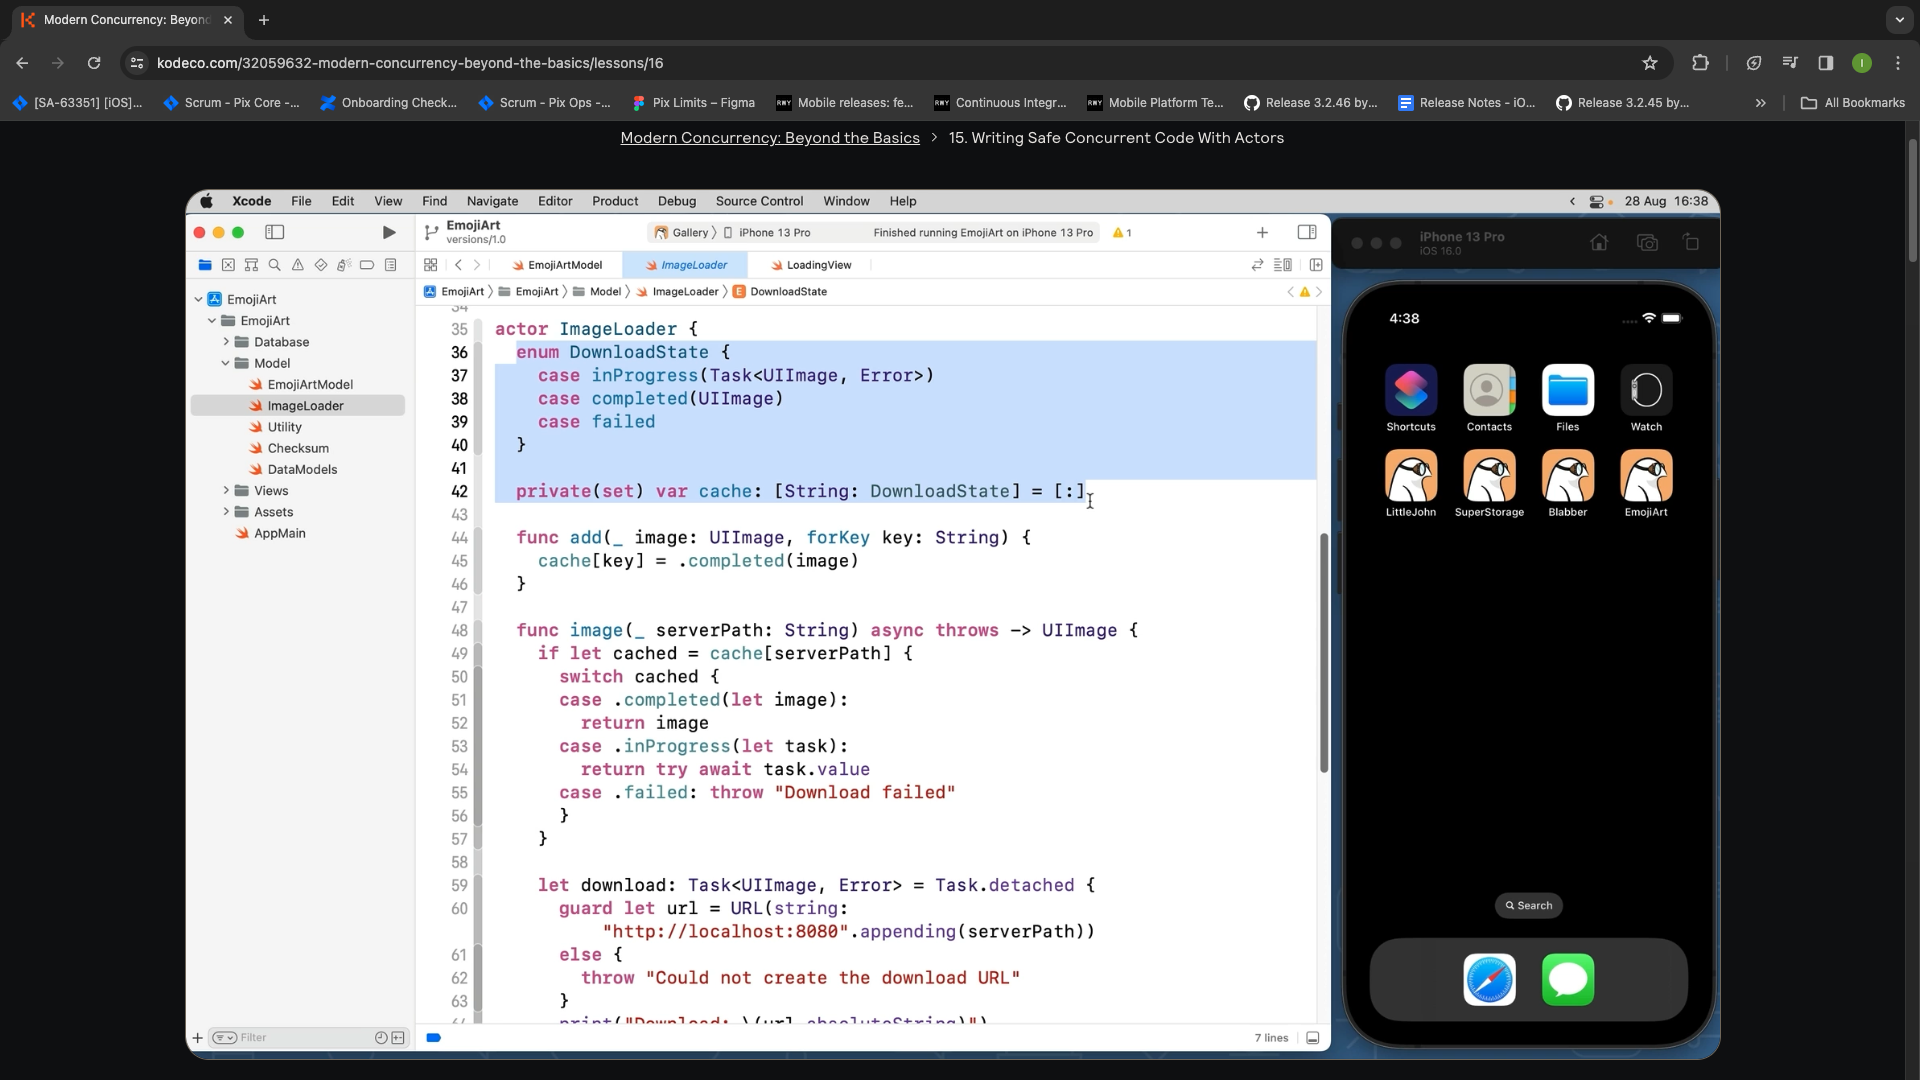 Modern Concurrency: Beyond
kodeco.com/32059632-modern-concurrency-beyond-the-basics/lessons/16
I
[SA-63351] [iOS]...
Scrum - Pix Core -...
Onboarding Check...
Scrum - Pix Ops -...
Pix Limits – Figma
RWY
Mobile releases: fe...
RWY
Continuous Integr...
RWY
Mobile Platform Te...
Release 3.2.46 by...
Release Notes - iO...
Release 3.2.45 by...
»
All Bookmarks
Modern Concurrency: Beyond the Basics > 15. Writing Safe Concurrent Code With Actors
Xcode File Edit View Find Navigate Editor Product Debug Source Control Window Help
28 Aug 16:38
EmojiArt
versions/1.0
Gallery
iPhone 13 Pro
Finished running EmojiArt on iPhone 13 Pro
1
EmojiArtModel
ImageLoader
LoadingView
EmojiArt
EmojiArt
Model
ImageLoader
E
DownloadState
EmojiArt
EmojiArt
Database
Model
EmojiArtModel
ImageLoader
Utility
Checksum
DataModels
Views
Assets
AppMain
Filter
34
35 actor ImageLoader {
36 enum DownloadState {
37 case inProgress(Task<UIImage, Error>)
38 case completed(UIImage)
39 case failed
40 }
41
42 private(set) var cache: [String: DownloadState] = [:]
43
44 func add(_ image: UIImage, forKey key: String) {
45 cache[key] = .completed(image)
46 }
47
48 func image(_ serverPath: String) async throws -> UIImage {
49 if let cached = cache[serverPath] {
50 switch cached {
51 case .completed(let image):
52 return image
53 case .inProgress(let task):
54 return try await task.value
55 case .failed: throw "Download failed"
56 }
57 }
58
59 let download: Task<UIImage, Error> = Task.detached {
60 guard let url = URL(string:
"http://localhost:8080".appending(serverPath))
61 else {
62 throw "Could not create the download URL"
63 }
64 print("Download: \(url.absoluteString)")
7 lines
iPhone 13 Pro
iOS 16.0
4:38
Shortcuts
Contacts
Files
Watch
LittleJohn
SuperStorage
Blabber
EmojiArt
Search